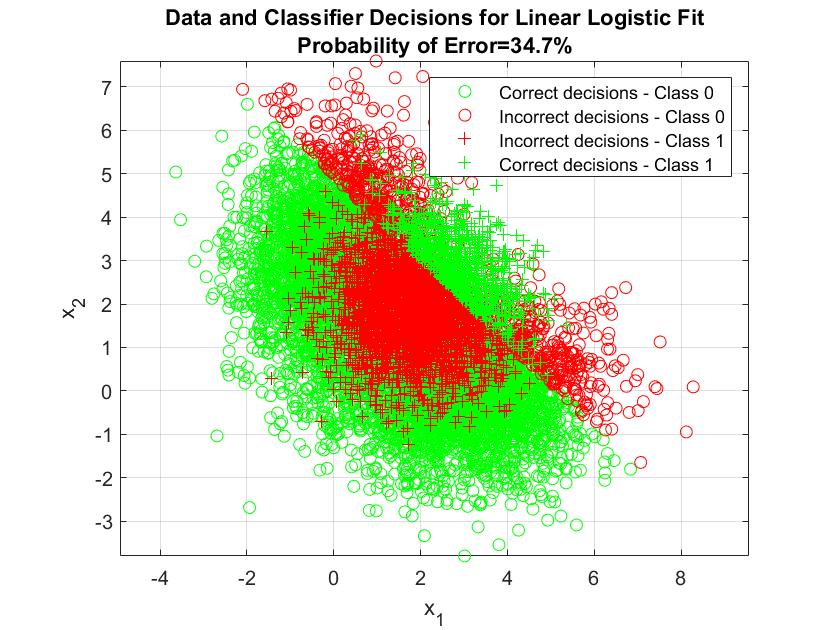 Data and Classifier Decisions for Linear Logistic Fit
Probability of Error=34.7%
Correct decisions - Class 0
Incorrect decisions - Class 0
Incorrect decisions - Class 1
Correct decisions - Class 1
7
6
5
4
3
2
1
0
-1
-2
-3
x2
-4 -2 0 2 4 6 8
x1